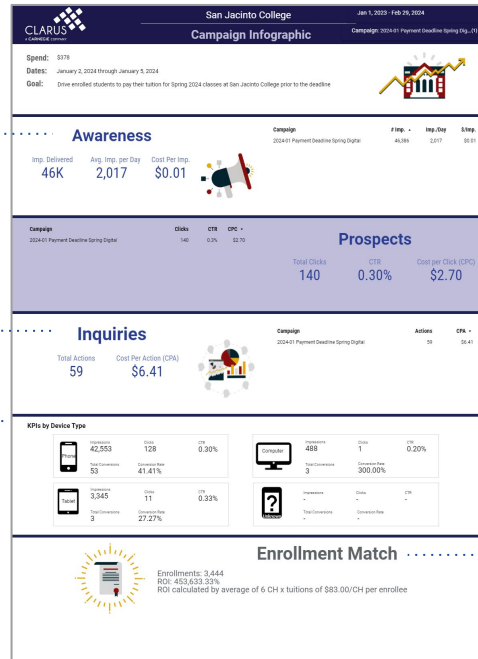 CLARUS
a CARNEGIE company
San Jacinto College
Campaign Infographic
Jan 1, 2023 - Feb 29, 2024
Campaign: 2024-01 Payment Deadline Spring Dig...(1)
Spend: $378
Dates: January 2, 2024 through January 5, 2024
Goal: Drive enrolled students to pay their tuition for Spring 2024 classes at San Jacinto College prior to the deadline
Awareness
Imp. Delivered Avg. Imp. per Day Cost Per Imp.
46K 2,017 $0.01
Campaign # Imp. Imp./Day $/Imp.
2024-01 Payment Deadline Spring Digital 46,386 2,017 $0.01
Campaign Clicks CTR CPC
2024-01 Payment Deadline Spring Digital 140 0.3% $2.70
Prospects
Total Clicks CTR Cost per Click (CPC)
140 0.30% $2.70
Inquiries
Total Actions Cost Per Action (CPA)
59 $6.41
Campaign Actions CPA
2024-01 Payment Deadline Spring Digital 59 $6.41
KPIs by Device Type
Phone
Impressions Clicks CTR
42,553 128 0.30%
Total Conversions Conversion Rate
53 41.41%
Computer
Impressions Clicks CTR
488 1 0.20%
Total Conversions Conversion Rate
3 300.00%
Tablet
Impressions Clicks CTR
3,345 11 0.33%
Total Conversions Conversion Rate
3 27.27%
?
Unknown
Impressions Clicks CTR
- - -
Total Conversions Conversion Rate
- -
Enrollment Match
Enrollments: 3,444
ROI: 453,633.33%
ROI calculated by average of 6 CH x tuitions of $83.00/CH per enrollee